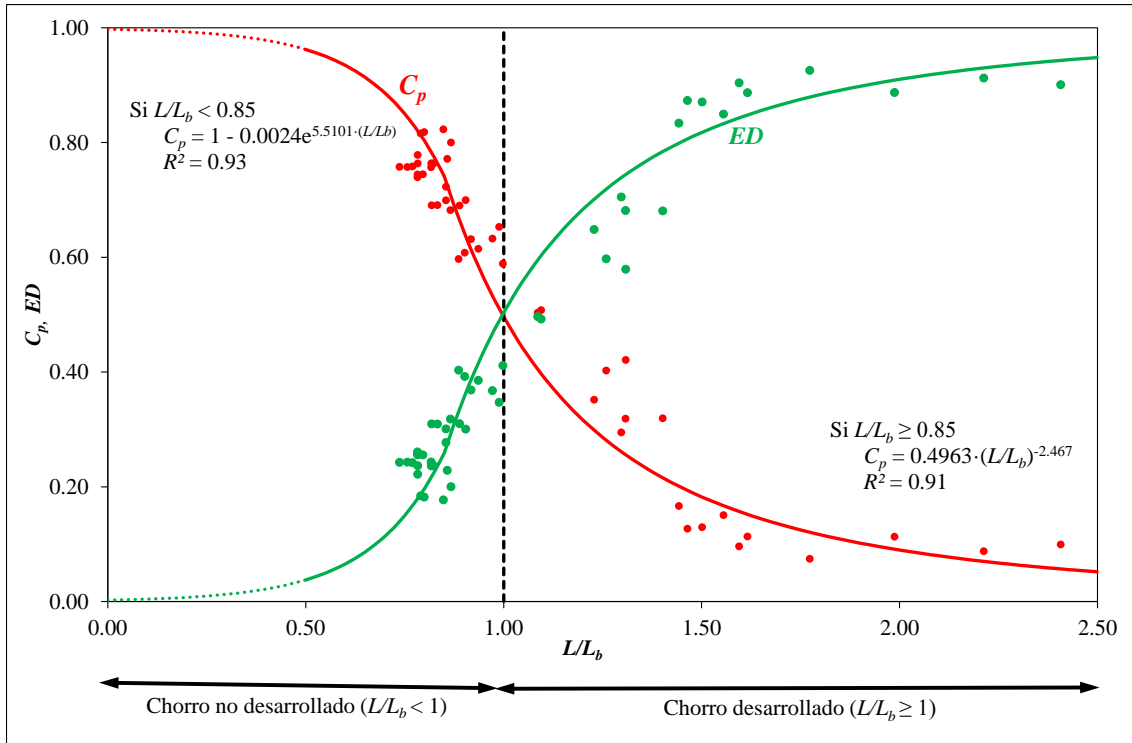 1.00
0.80
0.60
0.40
0.20
0.00
C_p, ED
C_p
Si L/L_b < 0.85
C_p = 1 - 0.0024e^5.5101·(L/Lb)
R² = 0.93
ED
Si L/L_b ≥ 0.85
C_p = 0.4963·(L/L_b)^-2.467
R² = 0.91
0.00 0.50 1.00 1.50 2.00 2.50
L/L_b
Chorro no desarrollado (L/L_b < 1) Chorro desarrollado (L/L_b ≥ 1)